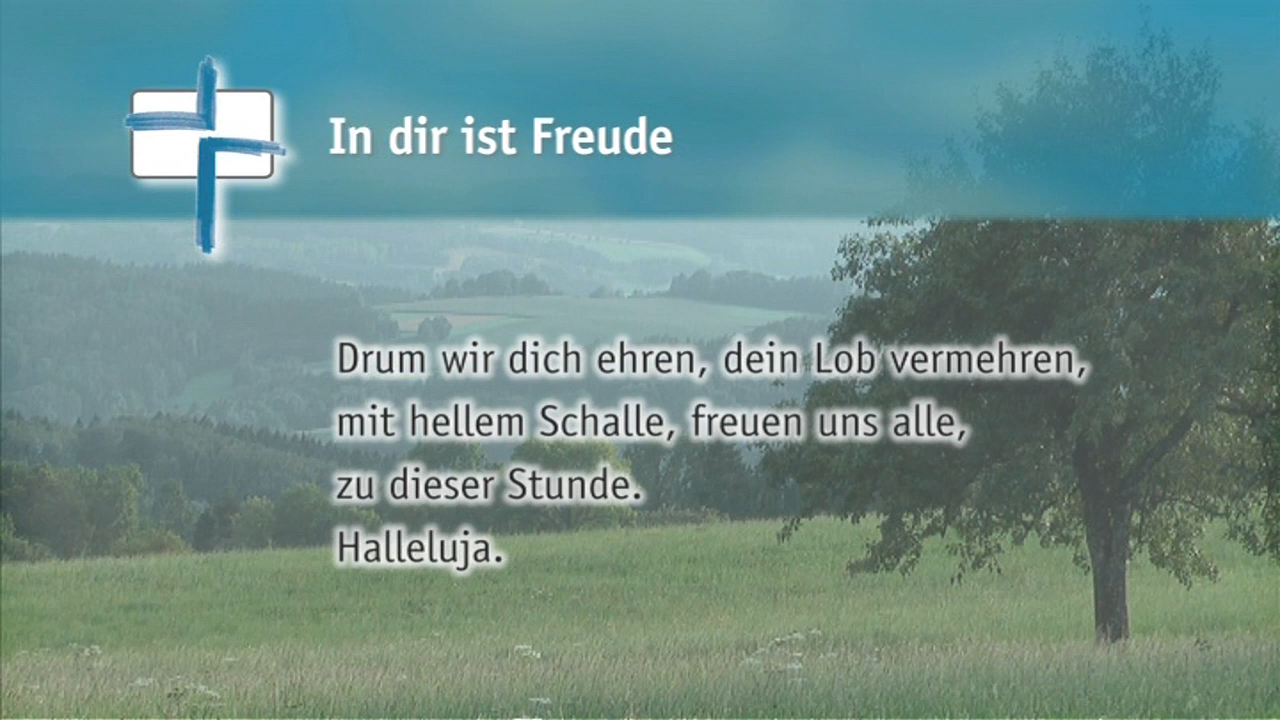 In dir ist Freude
Drum wir dich ehren, dein Lob vermehren,
mit hellem Schalle, freuen uns alle,
zu dieser Stunde.
Halleluja.